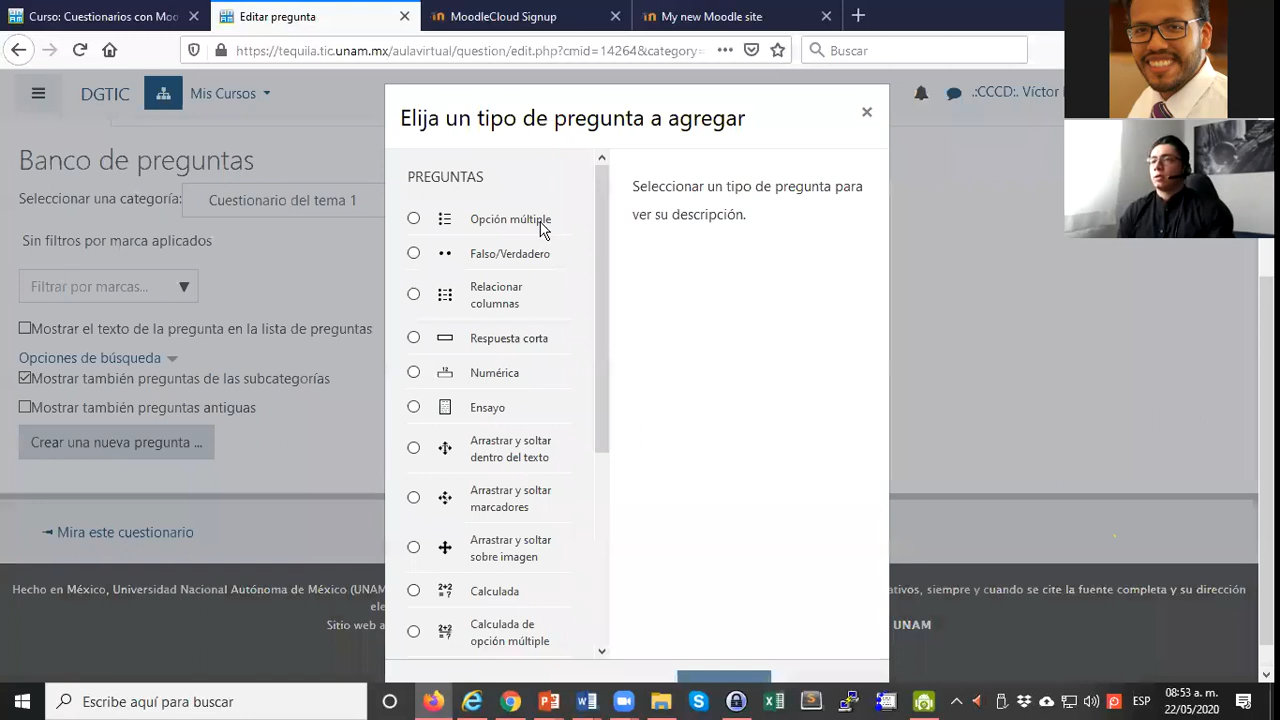 Curso: Cuestionarios con Moo
Editar pregunta
MoodleCloud Signup
My new Moodle site
https://tequila.tic.unam.mx/aulavirtual/question/edit.php?cmid=14264&category=
Buscar
DGTIC
Mis Cursos
.:CCCD:. Víctor
Elija un tipo de pregunta a agregar
Banco de preguntas
Seleccionar una categoría:
Cuestionario del tema 1
Sin filtros por marca aplicados
Filtrar por marcas...
Mostrar el texto de la pregunta en la lista de preguntas
Opciones de búsqueda
Mostrar también preguntas de las subcategorías
Mostrar también preguntas antiguas
Crear una nueva pregunta ...
PREGUNTAS
Opción múltiple
Falso/Verdadero
Relacionar
columnas
Respuesta corta
Numérica
Ensayo
Arrastrar y soltar
dentro del texto
Arrastrar y soltar
marcadores
Arrastrar y soltar
sobre imagen
Calculada
Calculada de
opción múltiple
Seleccionar un tipo de pregunta para
ver su descripción.
Mira este cuestionario
Hecho en México, Universidad Nacional Autónoma de México (UNAM
ativos, siempre y cuando se cite la fuente completa y su dirección
ele
Sitio web a
UNAM
Escribe aquí para buscar
ESP
08:53 a. m.
22/05/2020